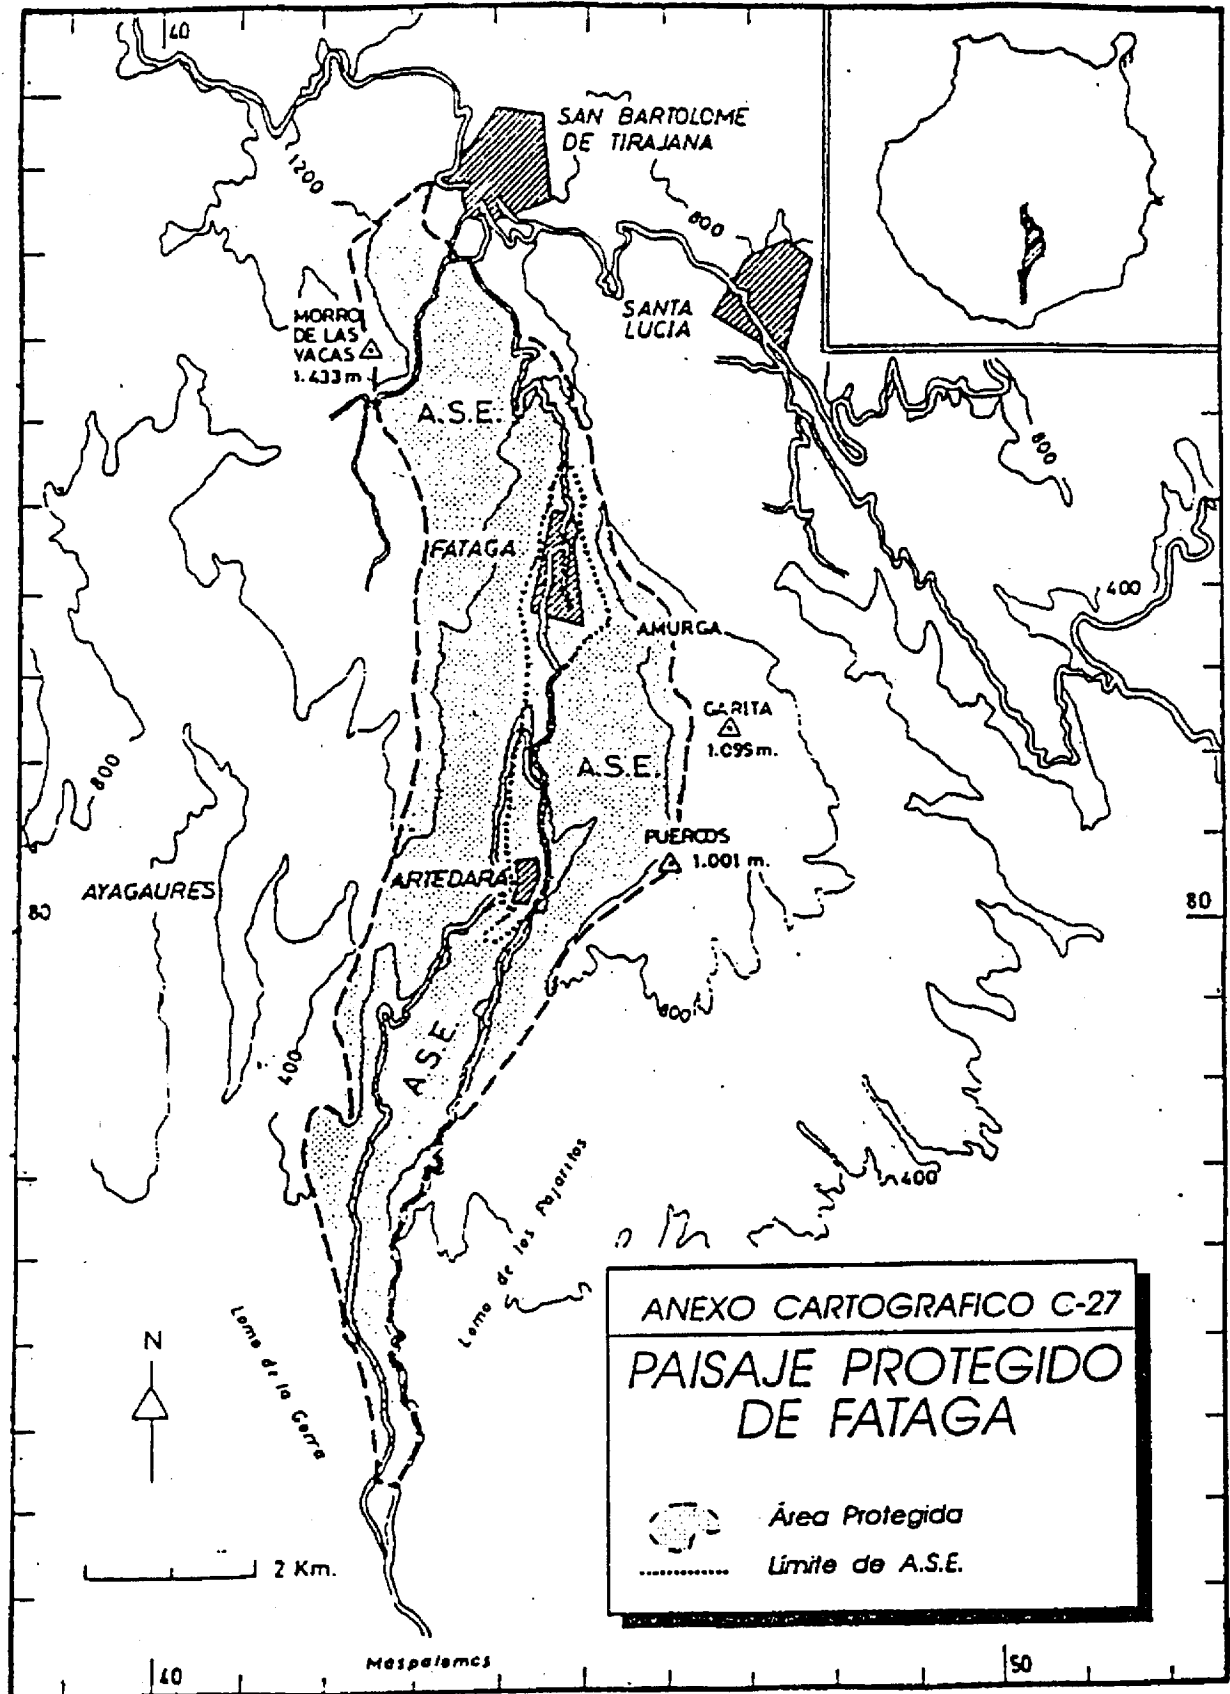 40
SAN BARTOLOME
DE TIRAJANA
1200
800
SANTA
LUCIA
MORRO
DE LAS
VACAS
1.433 m
A.S.E.
800
FATAGA
400
AMURGA
GARITA
1.095 m.
A.S.E.
800
PUERCOS
1.001 m.
ARTEDARA
AYAGAURES
80
80
800
A.S.E.
400
400
Lomo de los Pajaritos
Lomo de la Gorra
N
2 Km.
ANEXO CARTOGRAFICO C-27
PAISAJE PROTEGIDO
DE FATAGA
Área Protegida
Límite de A.S.E.
Maspalomas
40
50